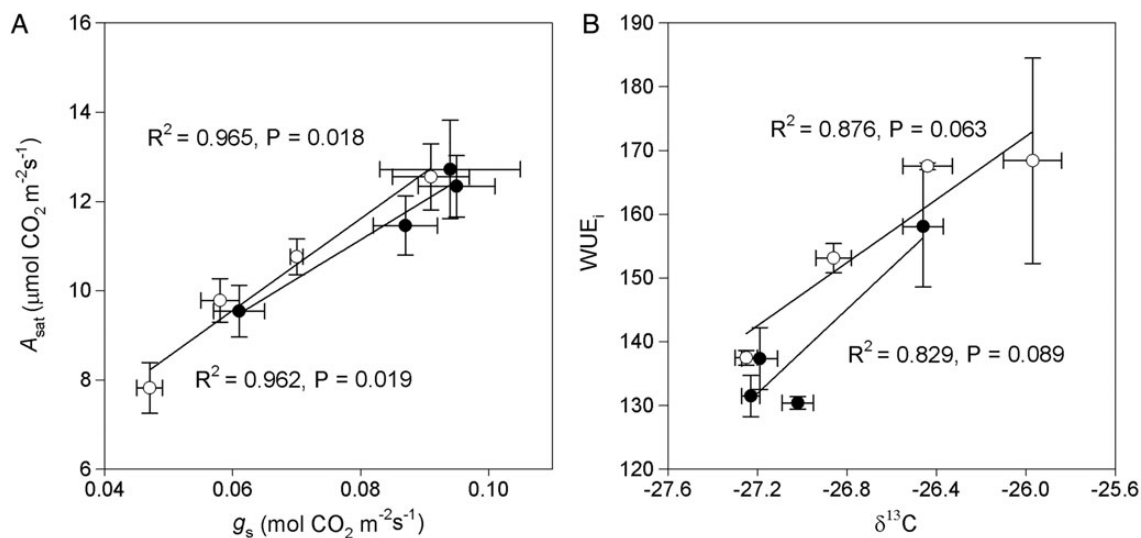 A
16
14
12
10
8
6
A_sat (μmol CO₂ m⁻²s⁻¹)
R² = 0.965, P = 0.018
R² = 0.962, P = 0.019
0.04 0.06 0.08 0.10
g_s (mol CO₂ m⁻²s⁻¹)
B
190
180
170
160
150
140
130
120
WUE_i
R² = 0.876, P = 0.063
R² = 0.829, P = 0.089
-27.6 -27.2 -26.8 -26.4 -26.0 -25.6
δ¹³C